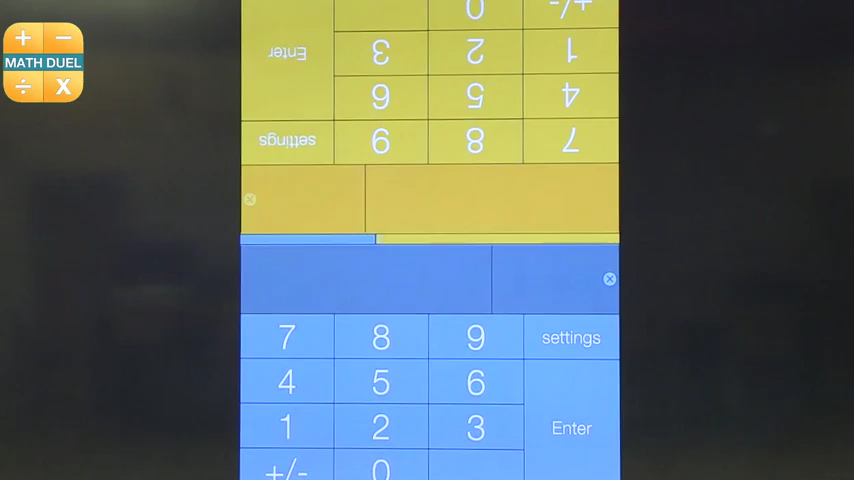 + −
MATH DUEL
÷ x
0 +/-
Enter 3 2 1
6 5 4
settings 9 8 7
7 8 9 settings
4 5 6
1 2 3 Enter
+/- 0